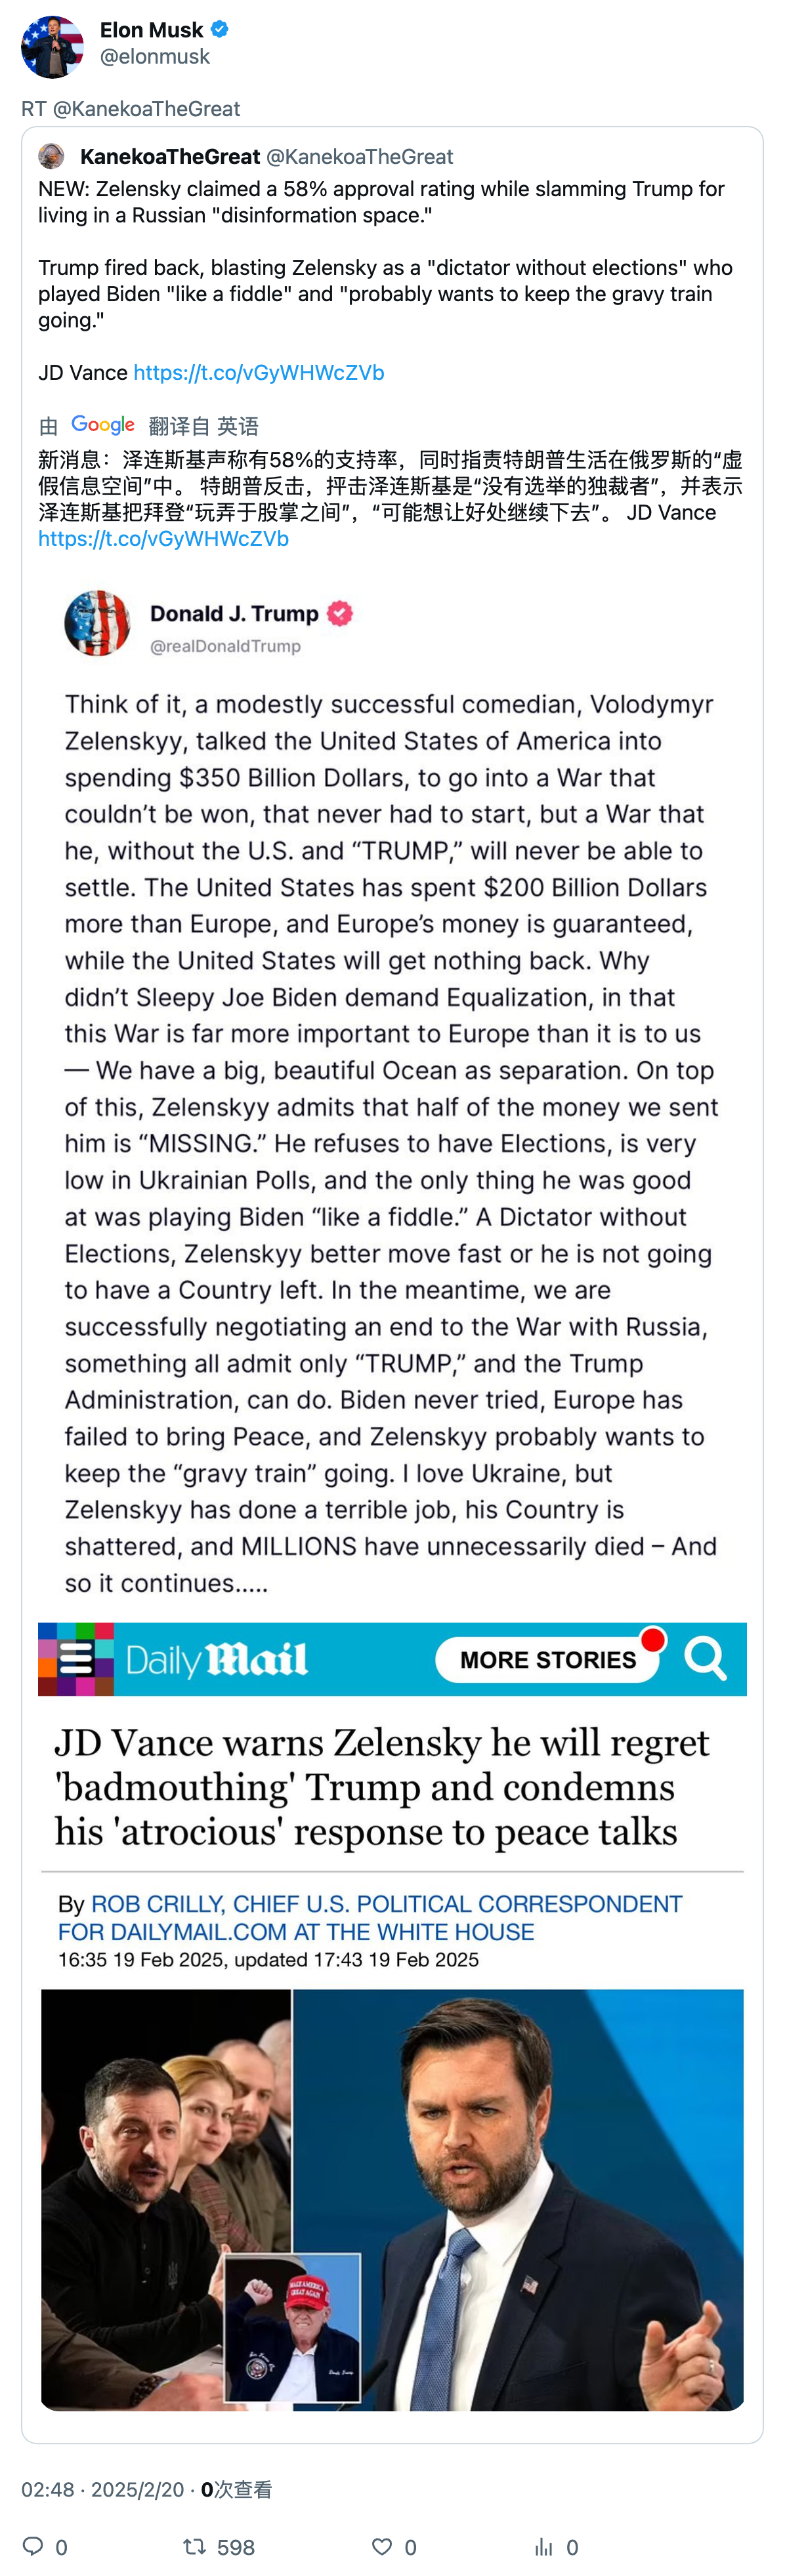 Elon Musk
@elonmusk
RT @KanekoaTheGreat
KanekoaTheGreat @KanekoaTheGreat
NEW: Zelensky claimed a 58% approval rating while slamming Trump for
living in a Russian "disinformation space."
Trump fired back, blasting Zelensky as a "dictator without elections" who
played Biden "like a fiddle" and "probably wants to keep the gravy train
going."
JD Vance https://t.co/vGyWHWcZVb
由 Google 翻译自 英语
新消息：泽连斯基声称有58%的支持率，同时指责特朗普生活在俄罗斯的“虚
假信息空间”中。 特朗普反击，抨击泽连斯基是“没有选举的独裁者”，并表示
泽连斯基把拜登“玩弄于股掌之间”，“可能想让好处继续下去”。 JD Vance
https://t.co/vGyWHWcZVb
Donald J. Trump
@realDonaldTrump
Think of it, a modestly successful comedian, Volodymyr
Zelenskyy, talked the United States of America into
spending $350 Billion Dollars, to go into a War that
couldn’t be won, that never had to start, but a War that
he, without the U.S. and “TRUMP,” will never be able to
settle. The United States has spent $200 Billion Dollars
more than Europe, and Europe’s money is guaranteed,
while the United States will get nothing back. Why
didn’t Sleepy Joe Biden demand Equalization, in that
this War is far more important to Europe than it is to us
— We have a big, beautiful Ocean as separation. On top
of this, Zelenskyy admits that half of the money we sent
him is “MISSING.” He refuses to have Elections, is very
low in Ukrainian Polls, and the only thing he was good
at was playing Biden “like a fiddle.” A Dictator without
Elections, Zelenskyy better move fast or he is not going
to have a Country left. In the meantime, we are
successfully negotiating an end to the War with Russia,
something all admit only “TRUMP,” and the Trump
Administration, can do. Biden never tried, Europe has
failed to bring Peace, and Zelenskyy probably wants to
keep the “gravy train” going. I love Ukraine, but
Zelenskyy has done a terrible job, his Country is
shattered, and MILLIONS have unnecessarily died – And
so it continues.....
Daily Mail
MORE STORIES
JD Vance warns Zelensky he will regret
'badmouthing' Trump and condemns
his 'atrocious' response to peace talks
By ROB CRILLY, CHIEF U.S. POLITICAL CORRESPONDENT
FOR DAILYMAIL.COM AT THE WHITE HOUSE
16:35 19 Feb 2025, updated 17:43 19 Feb 2025
MAKE AMERICA
GREAT AGAIN
02:48 · 2025/2/20 · 0次查看
0 598 0 0